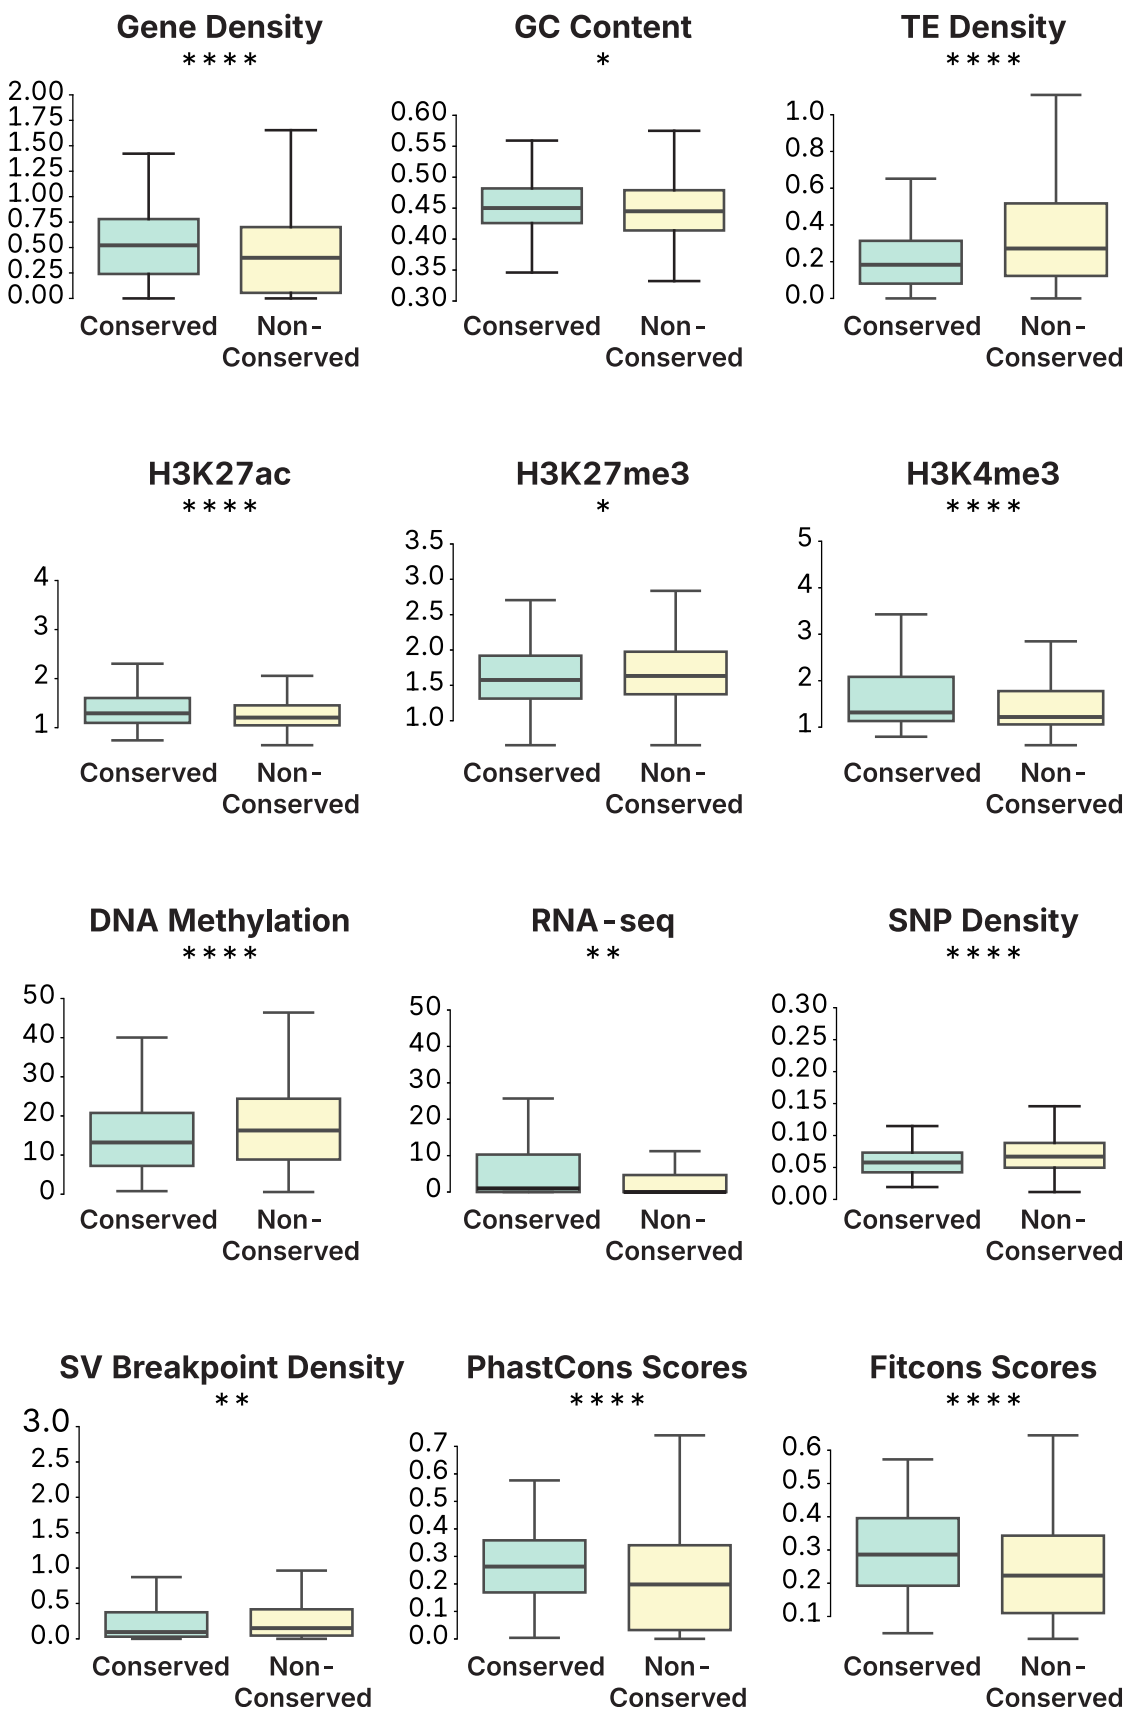 Gene Density
****
2.00
1.75
1.50
1.25
1.00
0.75
0.50
0.25
0.00
Conserved
Non-
Conserved
GC Content
*
0.60
0.55
0.50
0.45
0.40
0.35
0.30
Conserved
Non-
Conserved
TE Density
****
1.0
0.8
0.6
0.4
0.2
0.0
Conserved
Non-
Conserved
H3K27ac
****
4
3
2
1
Conserved
Non-
Conserved
H3K27me3
*
3.5
3.0
2.5
2.0
1.5
1.0
Conserved
Non-
Conserved
H3K4me3
****
5
4
3
2
1
Conserved
Non-
Conserved
DNA Methylation
****
50
40
30
20
10
0
Conserved
Non-
Conserved
RNA-seq
**
50
40
30
20
10
0
Conserved
Non-
Conserved
SNP Density
****
0.30
0.25
0.20
0.15
0.10
0.05
0.00
Conserved
Non-
Conserved
SV Breakpoint Density
**
3.0
2.5
2.0
1.5
1.0
0.5
0.0
Conserved
Non-
Conserved
PhastCons Scores
****
0.7
0.6
0.5
0.4
0.3
0.2
0.1
0.0
Conserved
Non-
Conserved
Fitcons Scores
****
0.6
0.5
0.4
0.3
0.2
0.1
Conserved
Non-
Conserved